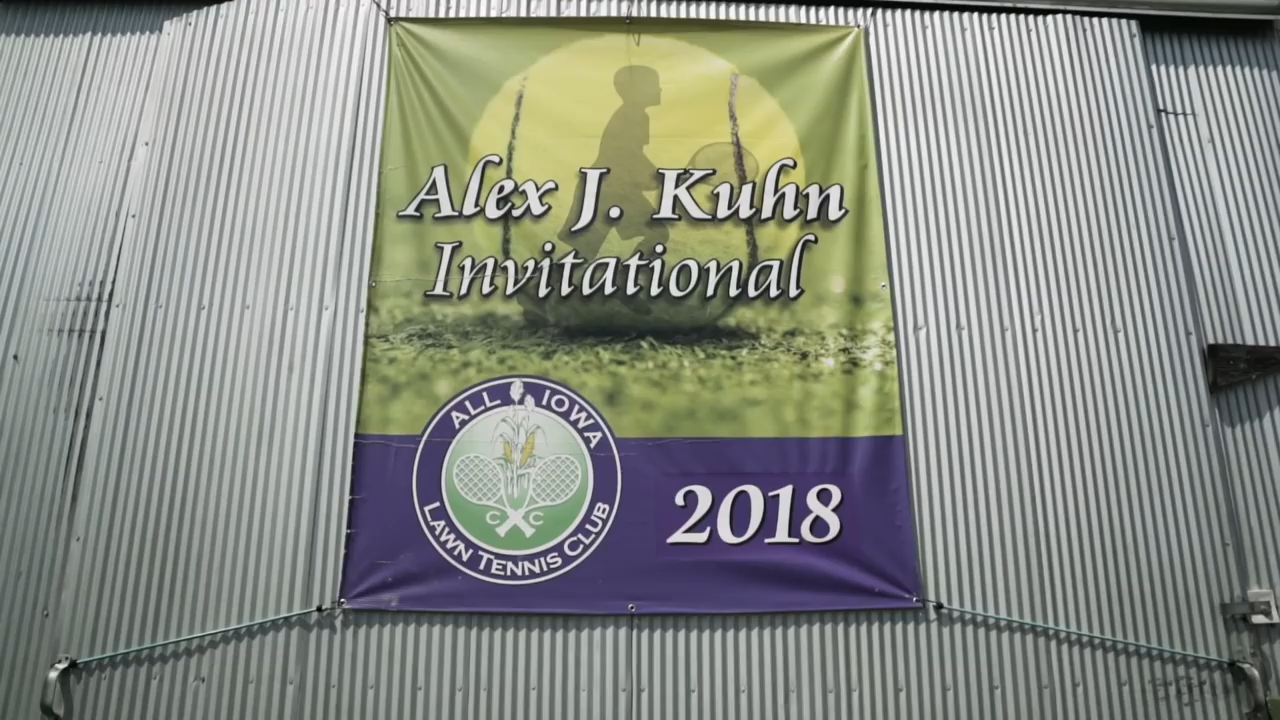 Alex J. Kuhn
Invitational
ALL IOWA
C C
LAWN TENNIS CLUB
2018